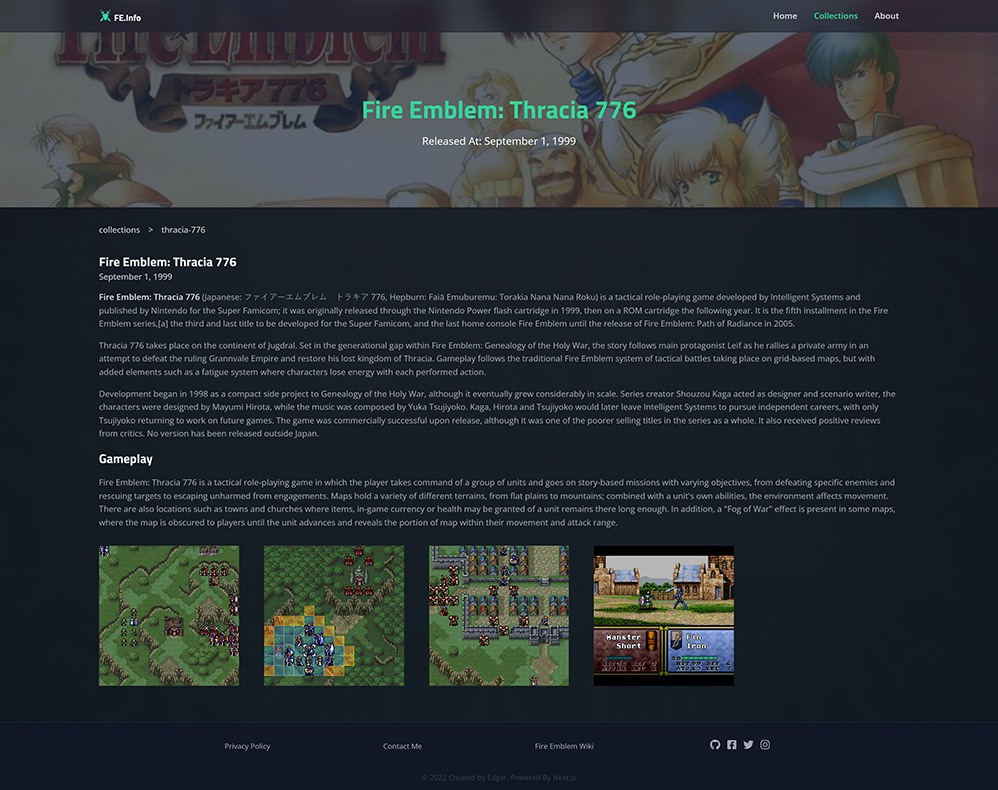 FE.Info
Home
Collections
About
Fire Emblem
トラキア776
ファイアーエムブレム
Fire Emblem: Thracia 776
Released At: September 1, 1999
collections > thracia-776
Fire Emblem: Thracia 776
September 1, 1999
Fire Emblem: Thracia 776 (Japanese: ファイアーエムブレム　トラキア 776, Hepburn: Faiā Emuburemu: Torakia Nana Nana Roku) is a tactical role-playing game developed by Intelligent Systems and
published by Nintendo for the Super Famicom; it was originally released through the Nintendo Power flash cartridge in 1999, then on a ROM cartridge the following year. It is the fifth installment in the Fire
Emblem series,[a] the third and last title to be developed for the Super Famicom, and the last home console Fire Emblem until the release of Fire Emblem: Path of Radiance in 2005.
Thracia 776 takes place on the continent of Jugdral. Set in the generational gap within Fire Emblem: Genealogy of the Holy War, the story follows main protagonist Leif as he rallies a private army in an
attempt to defeat the ruling Grannvale Empire and restore his lost kingdom of Thracia. Gameplay follows the traditional Fire Emblem system of tactical battles taking place on grid-based maps, but with
added elements such as a fatigue system where characters lose energy with each performed action.
Development began in 1998 as a compact side project to Genealogy of the Holy War, although it eventually grew considerably in scale. Series creator Shouzou Kaga acted as designer and scenario writer, the
characters were designed by Mayumi Hirota, while the music was composed by Yuka Tsujiyoko. Kaga, Hirota and Tsujiyoko would later leave Intelligent Systems to pursue independent careers, with only
Tsujiyoko returning to work on future games. The game was commercially successful upon release, although it was one of the poorer selling titles in the series as a whole. It also received positive reviews
from critics. No version has been released outside Japan.
Gameplay
Fire Emblem: Thracia 776 is a tactical role-playing game in which the player takes command of a group of units and goes on story-based missions with varying objectives, from defeating specific enemies and
rescuing targets to escaping unharmed from engagements. Maps hold a variety of different terrains, from flat plains to mountains; combined with a unit's own abilities, the environment affects movement.
There are also locations such as towns and churches where items, in-game currency or health may be granted of a unit remains there long enough. In addition, a "Fog of War" effect is present in some maps,
where the map is obscured to players until the unit advances and reveals the portion of map within their movement and attack range.
Manster
Short
Fin
Iron
Privacy Policy
Contact Me
Fire Emblem Wiki
© 2022 Created by Edgar, Powered By Next.js